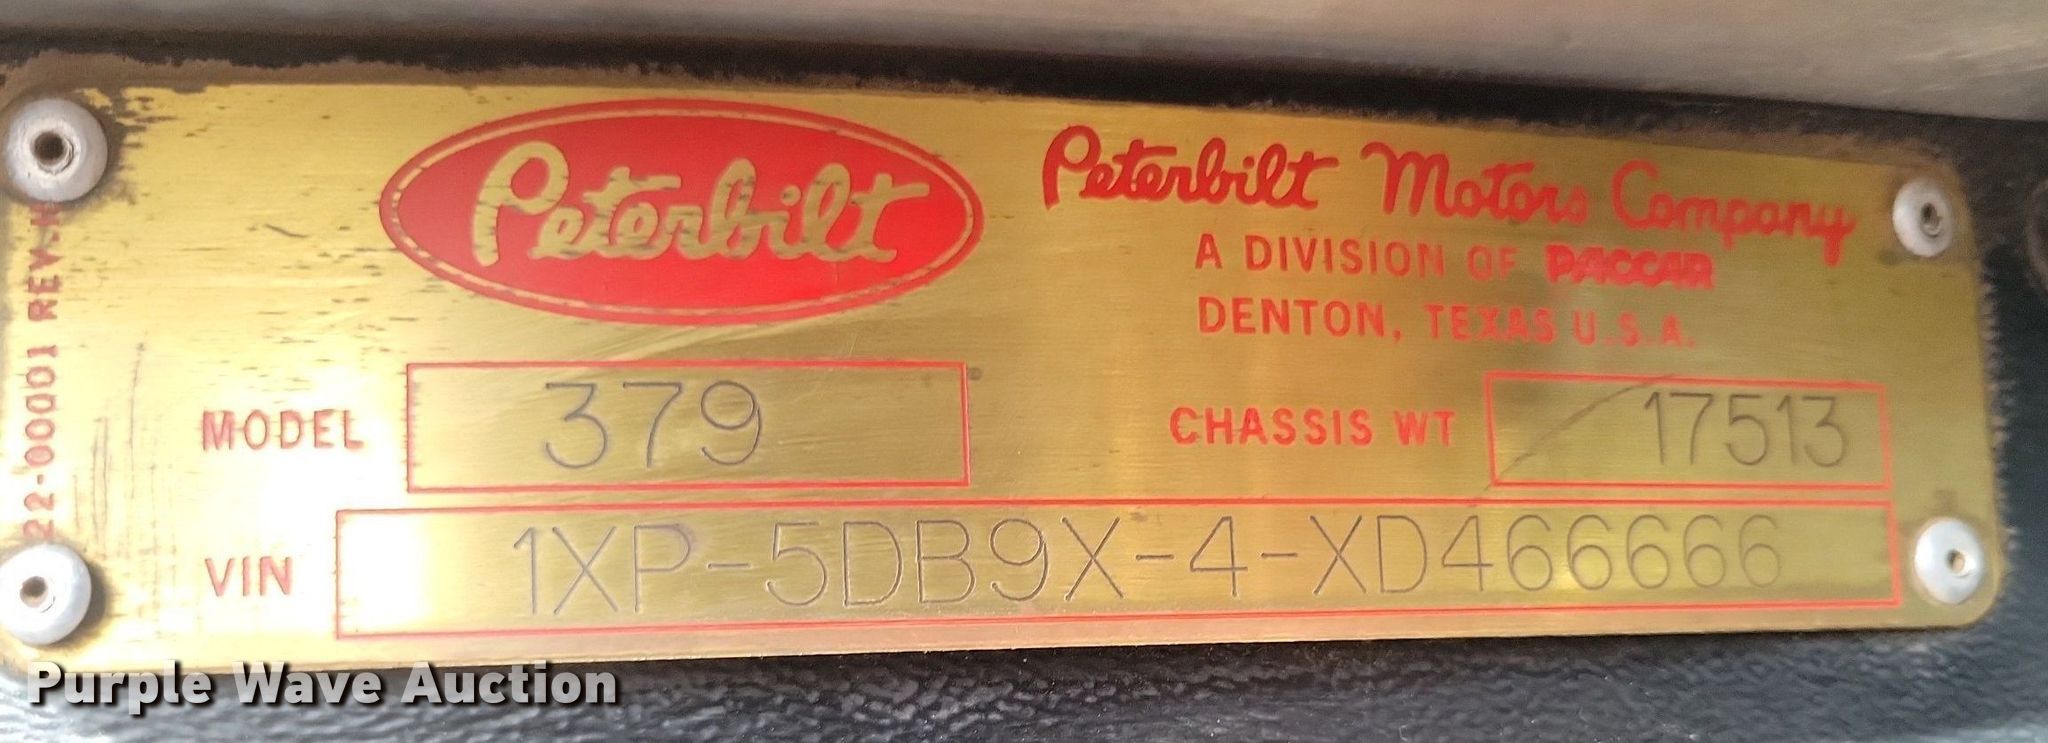 Peterbilt
Peterbilt Motors Company
A DIVISION OF PACCAR
DENTON, TEXAS U.S.A.
MODEL 379
CHASSIS WT 17513
VIN 1XP-5DB9X-4-XD466666
22-00001 REV.
Purple Wave Auction